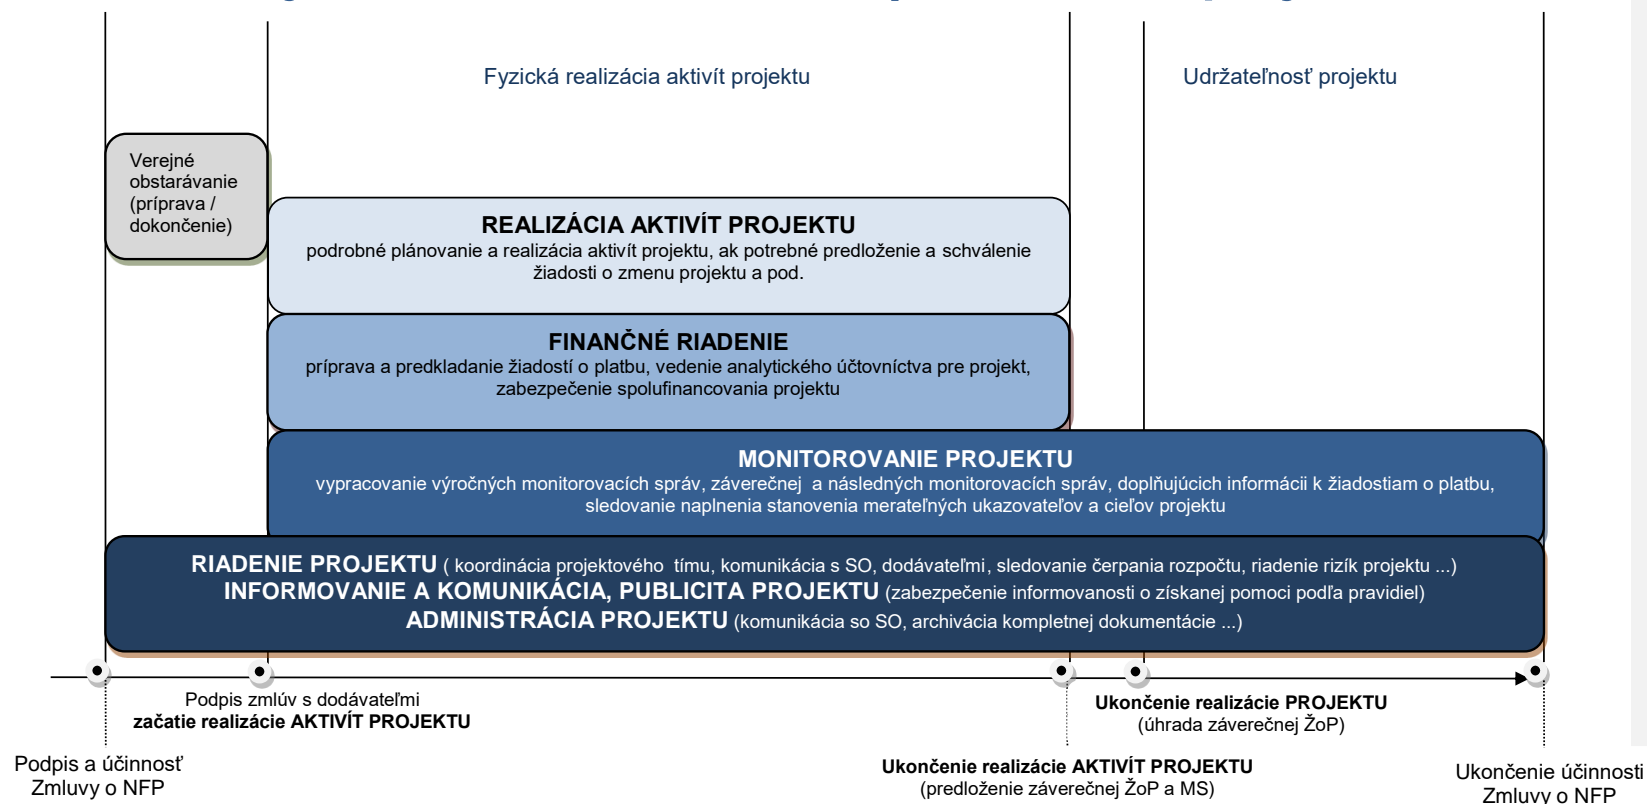 Fyzická realizácia aktivít projektu
Udržateľnosť projektu
Verejné
obstarávanie
(príprava /
dokončenie)
REALIZÁCIA AKTIVÍT PROJEKTU
podrobné plánovanie a realizácia aktivít projektu, ak potrebné predloženie a schválenie
žiadosti o zmenu projektu a pod.
FINANČNÉ RIADENIE
príprava a predkladanie žiadostí o platbu, vedenie analytického účtovníctva pre projekt,
zabezpečenie spolufinancovania projektu
MONITOROVANIE PROJEKTU
vypracovanie výročných monitorovacích správ, záverečnej a následných monitorovacích správ, doplňujúcich informácii k žiadostiam o platbu,
sledovanie naplnenia stanovenia merateľných ukazovateľov a cieľov projektu
RIADENIE PROJEKTU ( koordinácia projektového tímu, komunikácia s SO, dodávateľmi, sledovanie čerpania rozpočtu, riadenie rizík projektu ...)
INFORMOVANIE A KOMUNIKÁCIA, PUBLICITA PROJEKTU (zabezpečenie informovanosti o získanej pomoci podľa pravidiel)
ADMINISTRÁCIA PROJEKTU (komunikácia so SO, archivácia kompletnej dokumentácie ...)
Podpis zmlúv s dodávateľmi
začatie realizácie AKTIVÍT PROJEKTU
Ukončenie realizácie PROJEKTU
(úhrada záverečnej ŽoP)
Podpis a účinnosť
Zmluvy o NFP
Ukončenie realizácie AKTIVÍT PROJEKTU
(predloženie záverečnej ŽoP a MS)
Ukončenie účinnosti
Zmluvy o NFP